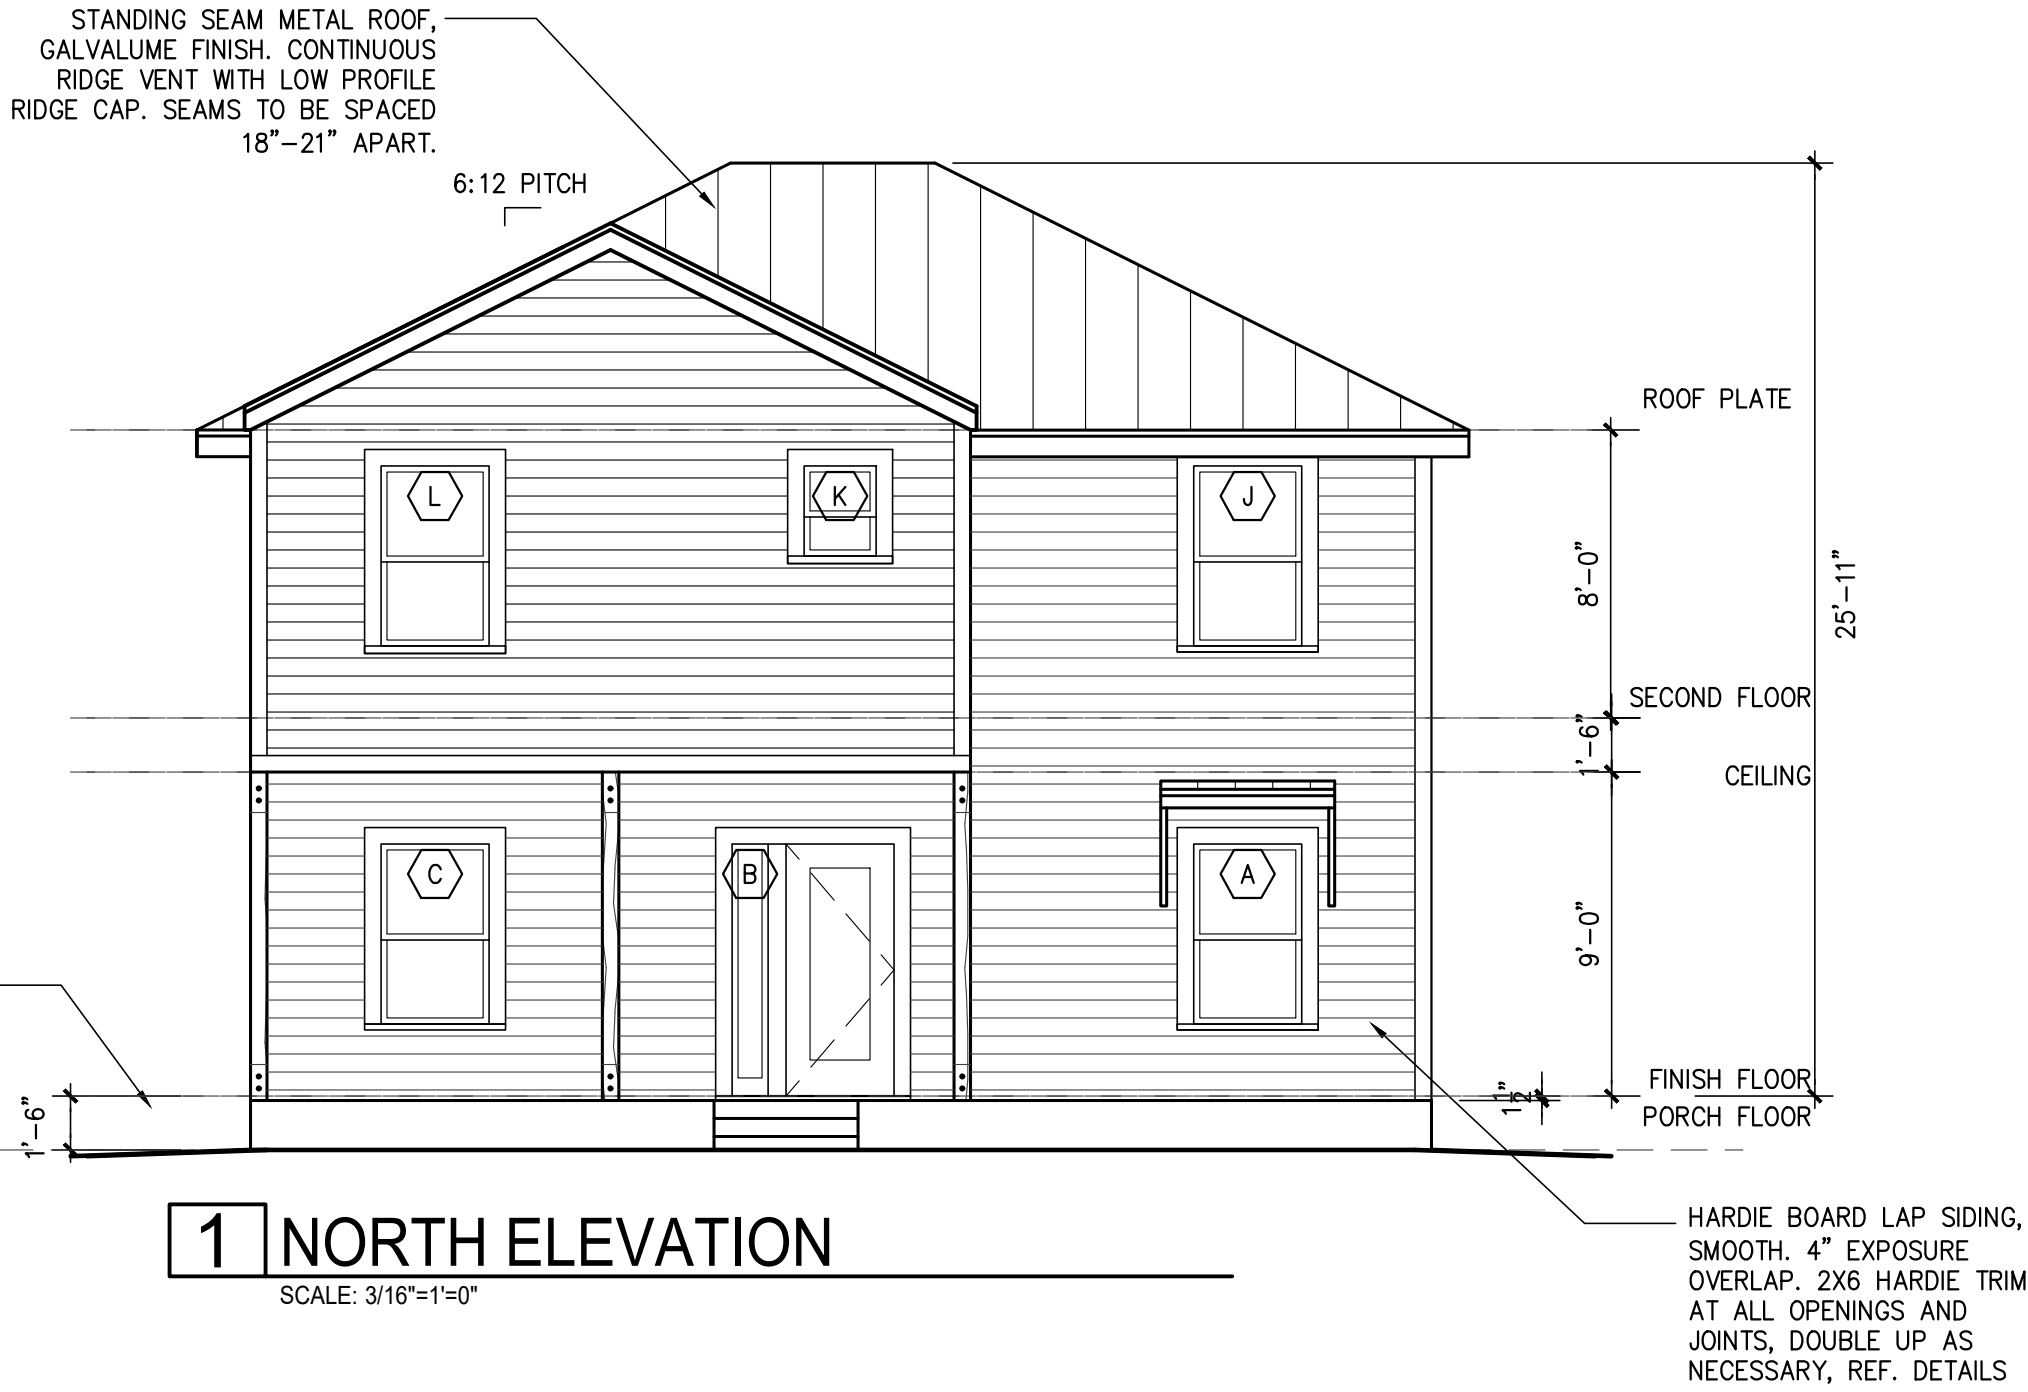 STANDING SEAM METAL ROOF,
GALVALUME FINISH. CONTINUOUS
RIDGE VENT WITH LOW PROFILE
RIDGE CAP. SEAMS TO BE SPACED
18"-21" APART.
6:12 PITCH
ROOF PLATE
L
K
J
8'-0"
25'-11"
SECOND FLOOR
1'-6"
CEILING
C
B
A
9'-0"
FINISH FLOOR
1 1/2"
PORCH FLOOR
1'-6"
1 NORTH ELEVATION
SCALE: 3/16"=1'=0"
HARDIE BOARD LAP SIDING,
SMOOTH. 4" EXPOSURE
OVERLAP. 2X6 HARDIE TRIM
AT ALL OPENINGS AND
JOINTS, DOUBLE UP AS
NECESSARY, REF. DETAILS